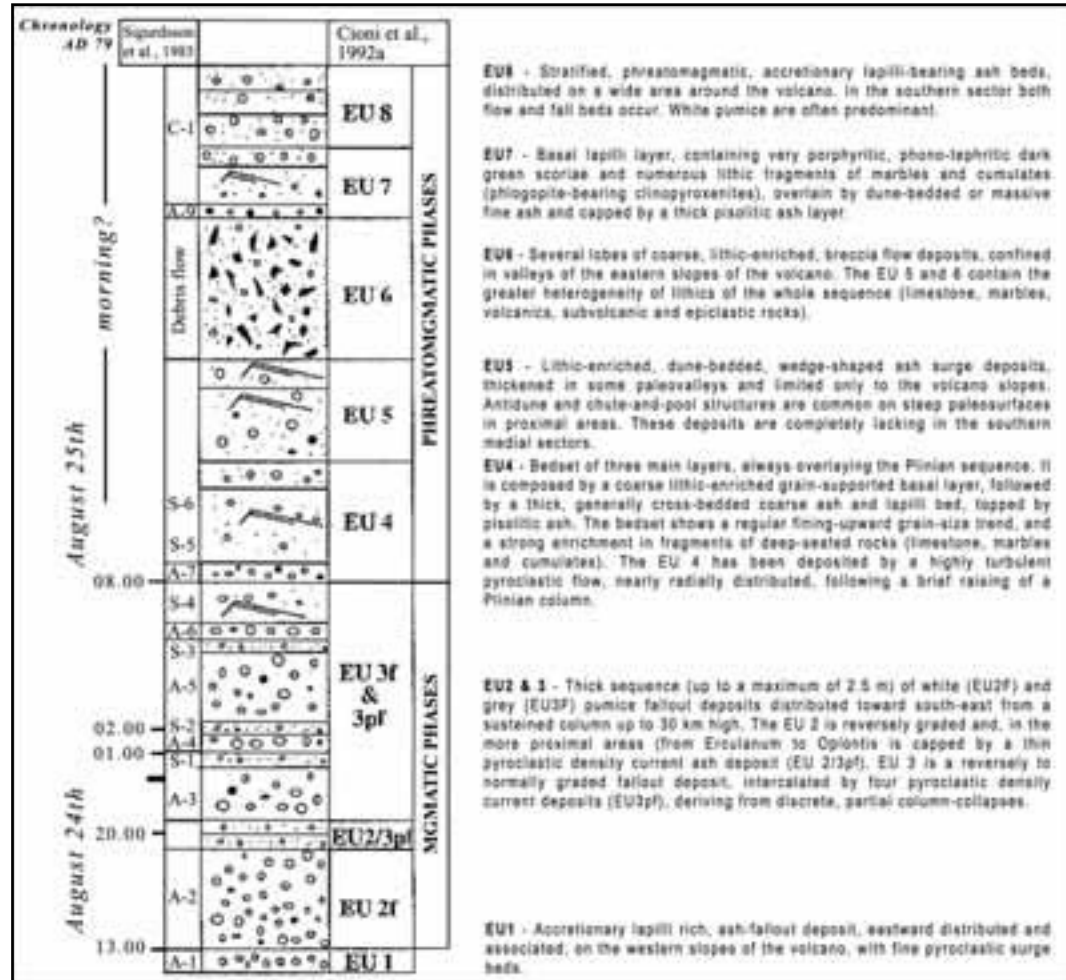 Chronology
AD 79
Sigurdsson
et al., 1985
Cioni et al.,
1992a
C-1
A-9
Debris flow
S-6
S-5
A-7
S-4
A-6
S-3
A-5
S-2
A-4
S-1
A-3
A-2
A-1
EU 8
EU 7
EU 6
EU 5
EU 4
EU 3f
&
3pf
EU2/3pf
EU 2f
EU 1
PHREATOMGMATIC PHASES
MGMATIC PHASES
morning?
August 25th
August 24th
08.00
02.00
01.00
20.00
13.00
EU8 - Stratified, phreatomagmatic, accretionary lapilli-bearing ash beds,
distributed on a wide area around the volcano. In the southern sector both
flow and fall beds occur. White pumice are often predominant.
EU7 - Basal lapilli layer, containing very porphyritic, phono-tephritic dark
green scoriae and numerous lithic fragments of marbles and cumulates
(phlogopite-bearing clinopyroxenites), overlain by dune-bedded or massive
fine ash and capped by a thick pisolitic ash layer.
EU6 - Several lobes of coarse, lithic-enriched, breccia flow deposits, confined
in valleys of the eastern slopes of the volcano. The EU 5 and 6 contain the
greater heterogeneity of lithics of the whole sequence (limestone, marbles,
volcanics, subvolcanic and epiclastic rocks).
EU5 - Lithic-enriched, dune-bedded, wedge-shaped ash surge deposits,
thickened in some paleovalleys and limited only to the volcano slopes.
Antidune and chute-and-pool structures are common on steep paleosurfaces
in proximal areas. These deposits are completely lacking in the southern
medial sectors.
EU4 - Bedset of three main layers, always overlaying the Plinian sequence. It
is composed by a coarse lithic-enriched grain-supported basal layer, followed
by a thick, generally cross-bedded coarse ash and lapilli bed, topped by
pisolitic ash. The bedset shows a regular fining-upward grain-size trend, and
a strong enrichment in fragments of deep-seated rocks (limestone, marbles
and cumulates). The EU 4 has been deposited by a highly turbulent
pyroclastic flow, nearly radially distributed, following a brief raising of a
Plinian column.
EU2 & 3 - Thick sequence (up to a maximum of 2.5 m) of white (EU2F) and
grey (EU3F) pumice fallout deposits distributed toward south-east from a
susteined column up to 30 km high. The EU 2 is reversely graded and, in the
more proximal areas (from Erculanum to Oplontis is capped by a thin
pyroclastic density current ash deposit (EU 2/3pf). EU 3 is a reversely to
normally graded fallout deposit, intercalated by four pyroclastic density
current deposits (EU3pf), deriving from discrete, partial column-collapses.
EU1 - Accretionary lapilli rich, ash-fallout deposit, eastward distributed and
associated, on the western slopes of the volcano, with fine pyroclastic surge
beds.